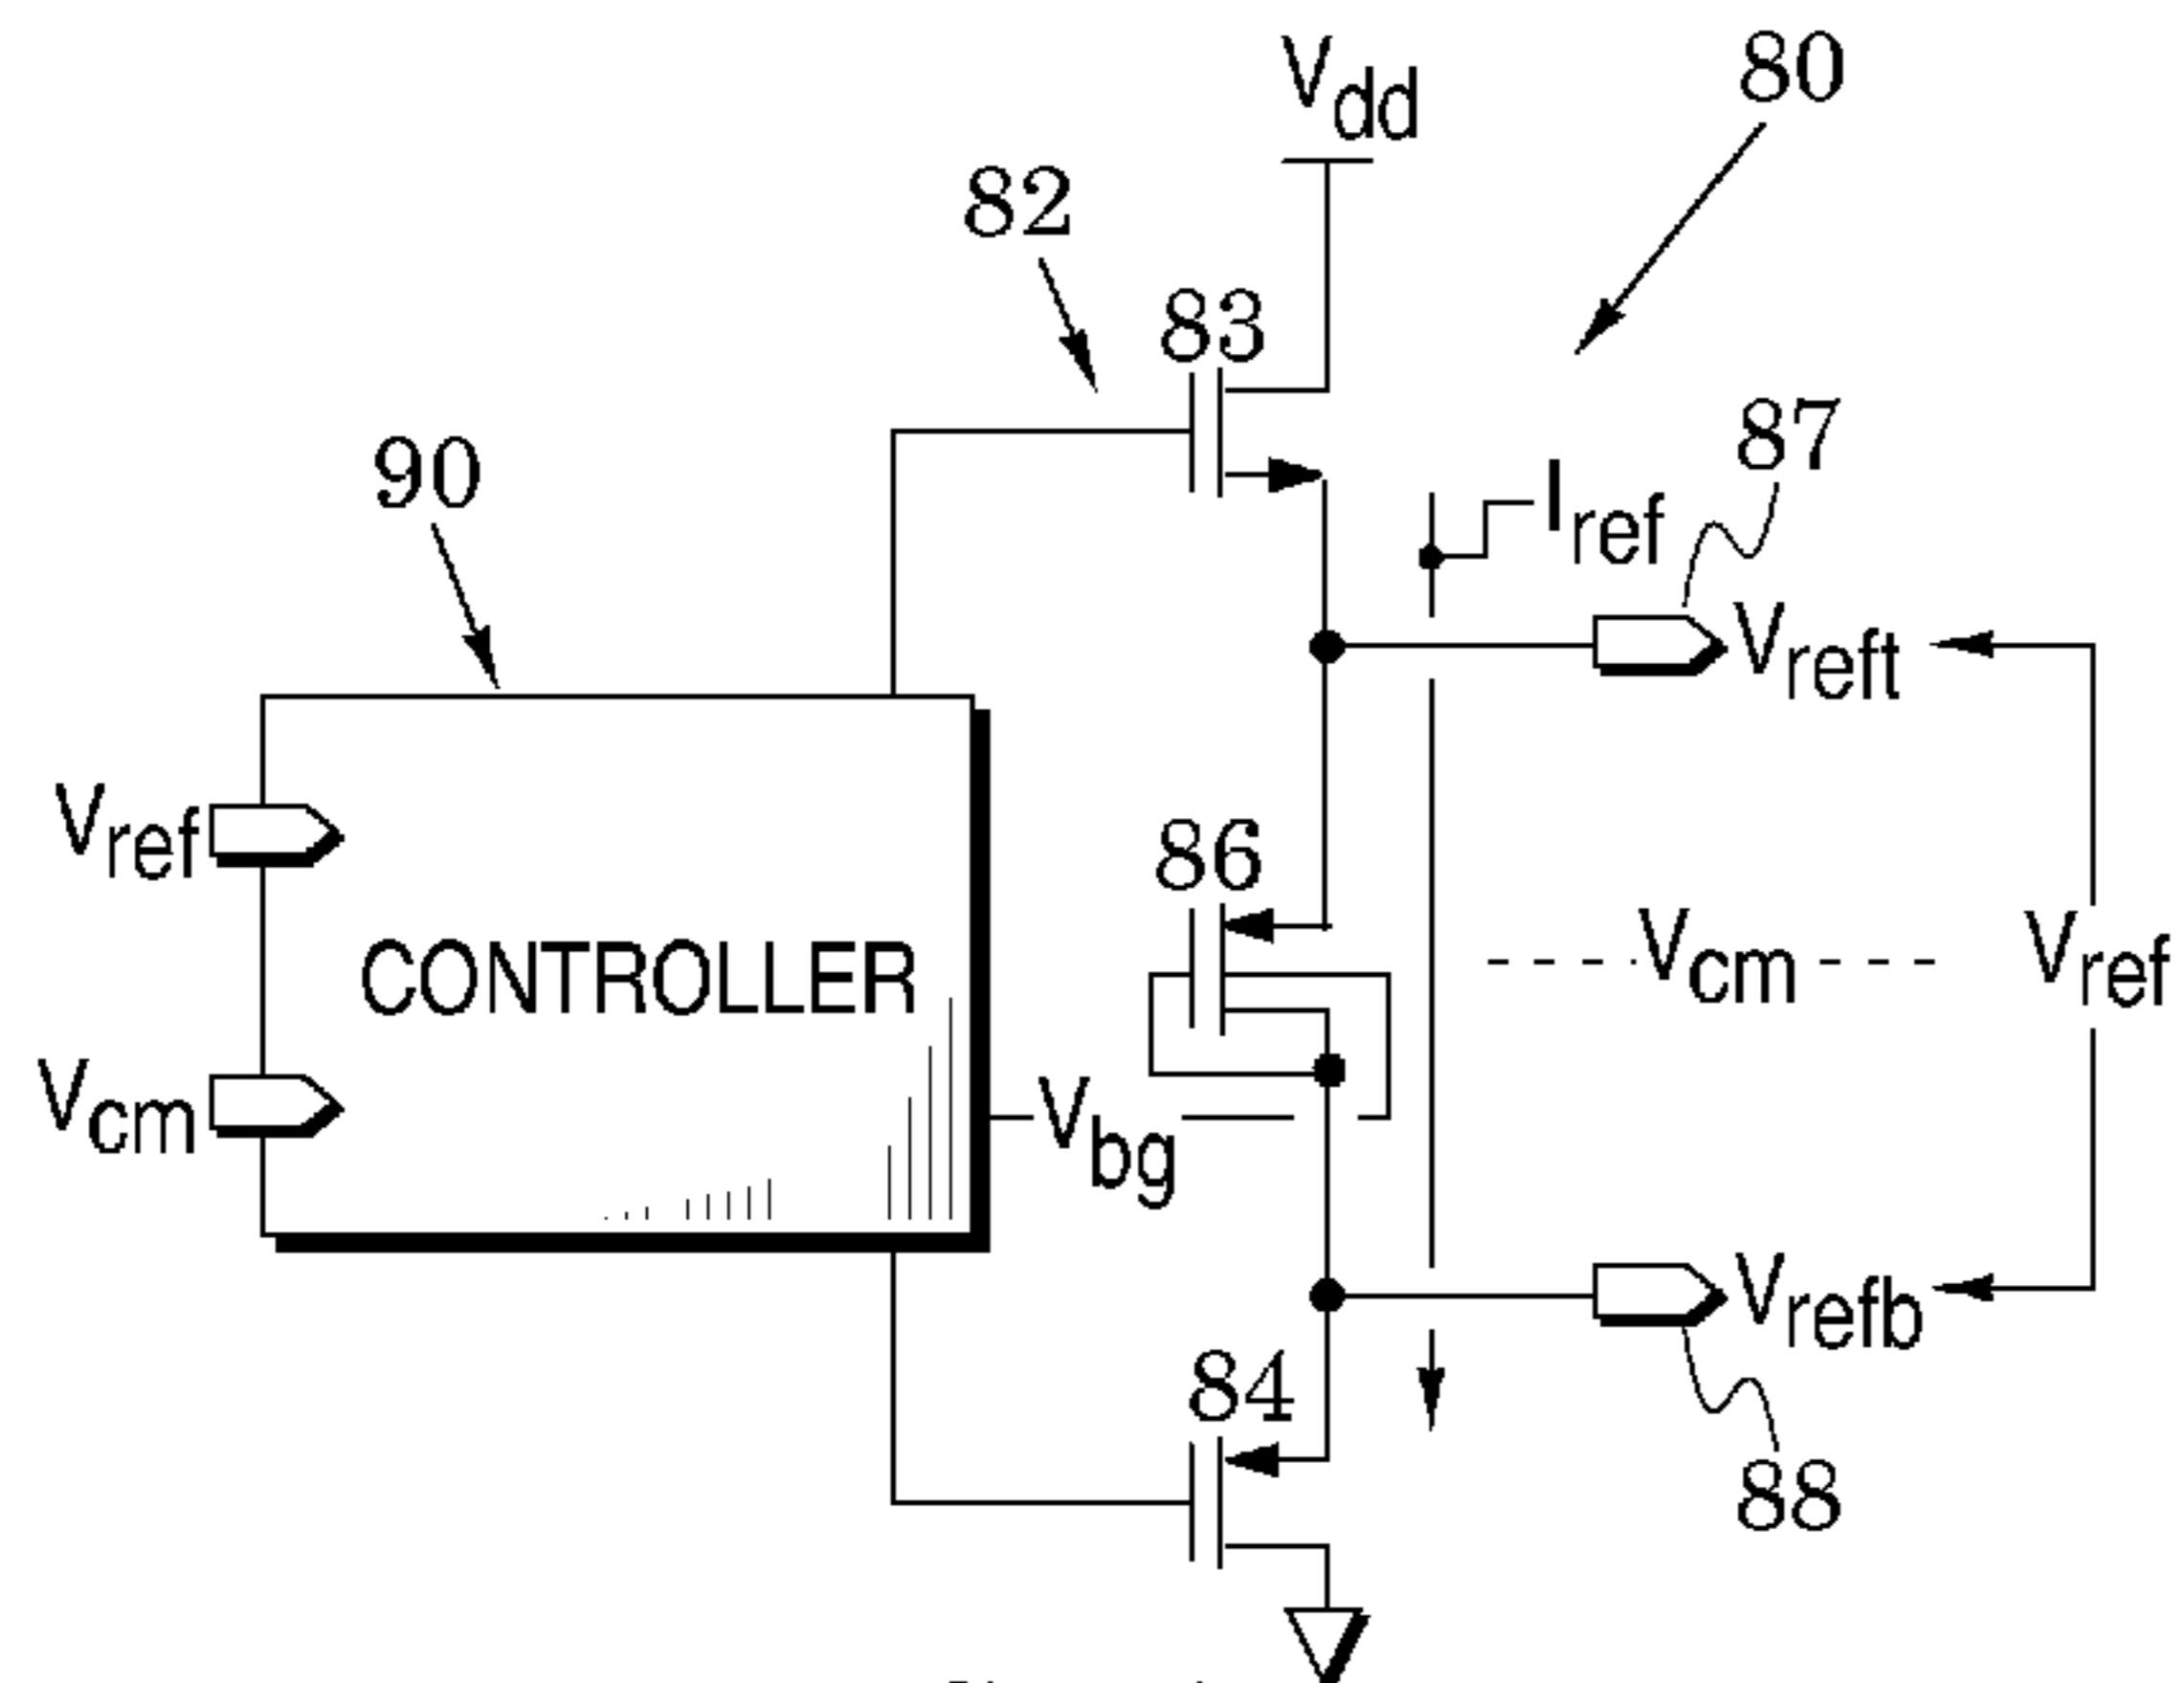 Vdd
80
82
83
87
Iref
90
Vreft
Vref
86
CONTROLLER
Vcm
Vref
Vcm
Vbg
Vrefb
84
88